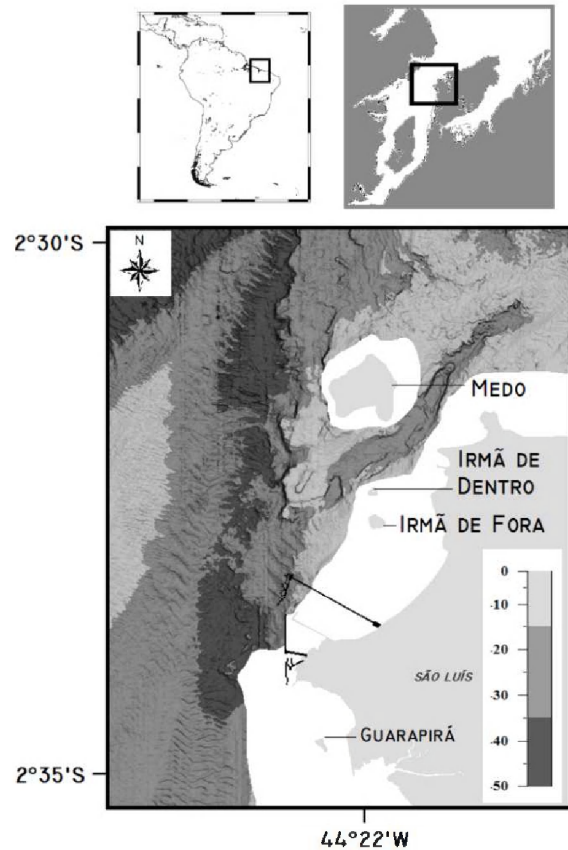 2°30'S
N
MEDO
IRMÃ DE
DENTRO
IRMÃ DE FORA
0
-10
-20
-30
-40
-50
SÃO LUÍS
GUARAPIRÁ
2°35'S
44°22'W